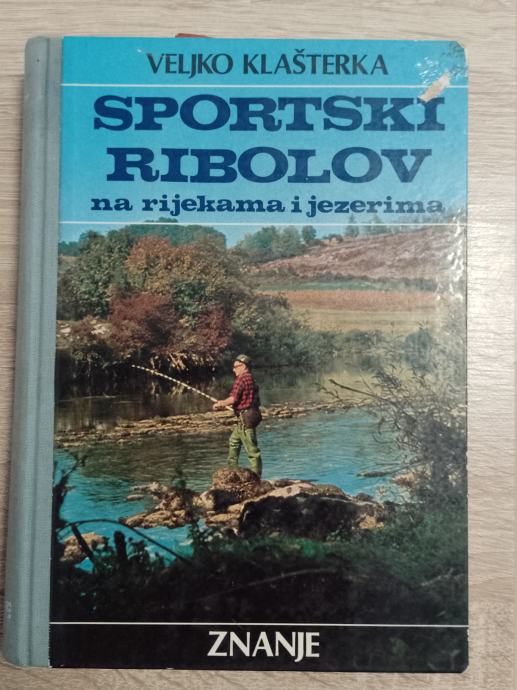 VELJKO KLAŠTERKA
SPORTSKI
RIBOLOV
na rijekama i jezerima
ZNANJE